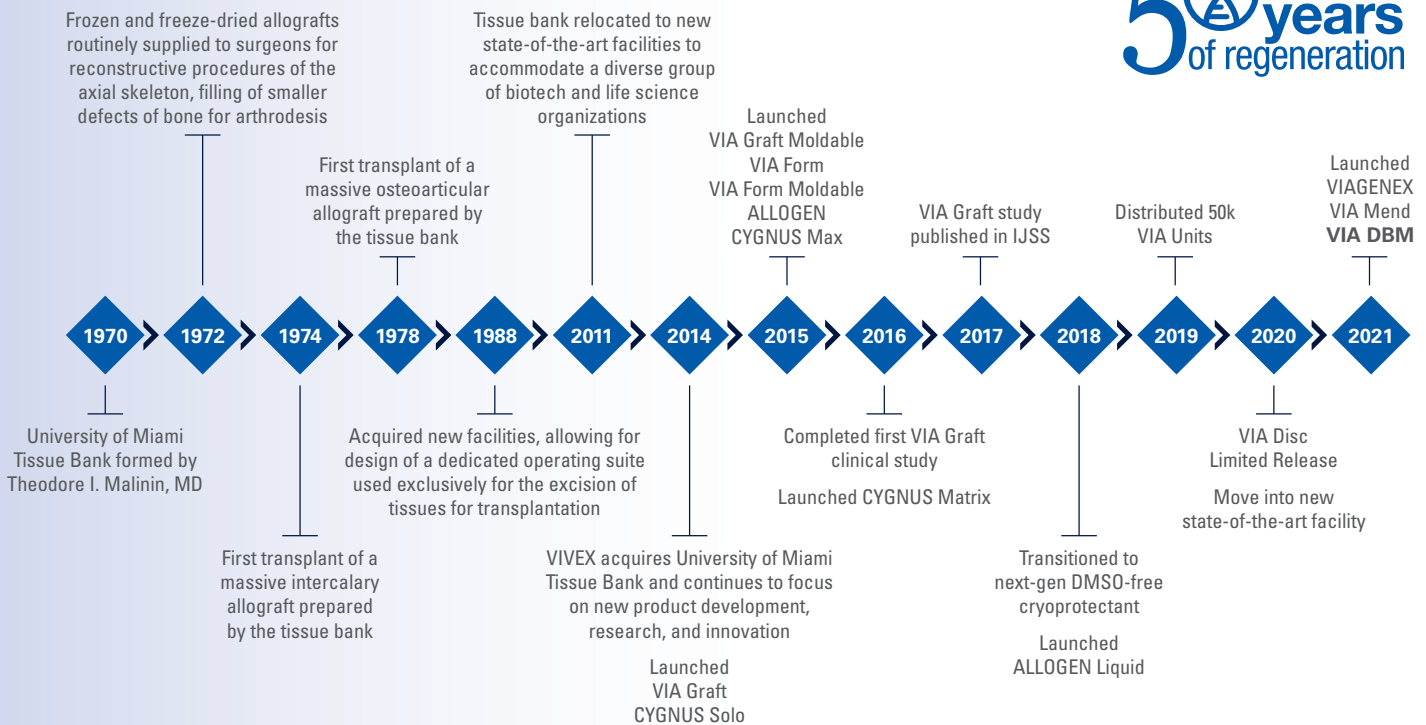 Frozen and freeze-dried allografts
routinely supplied to surgeons for
reconstructive procedures of the
axial skeleton, filling of smaller
defects of bone for arthrodesis
First transplant of a
massive osteoarticular
allograft prepared by
the tissue bank
Tissue bank relocated to new
state-of-the-art facilities to
accommodate a diverse group
of biotech and life science
organizations
Launched
VIA Graft Moldable
VIA Form
VIA Form Moldable
ALLOGEN
CYGNUS Max
50 years
of regeneration
VIA Graft study
published in IJSS
Distributed 50k
VIA Units
Launched
VIAGENEX
VIA Mend
VIA DBM
1970
1972
1974
1978
1988
2011
2014
2015
2016
2017
2018
2019
2020
2021
University of Miami
Tissue Bank formed by
Theodore I. Malinin, MD
First transplant of a
massive intercalary
allograft prepared
by the tissue bank
Acquired new facilities, allowing for
design of a dedicated operating suite
used exclusively for the excision of
tissues for transplantation
VIVEX acquires University of Miami
Tissue Bank and continues to focus
on new product development,
research, and innovation
Launched
VIA Graft
CYGNUS Solo
Completed first VIA Graft
clinical study
Launched CYGNUS Matrix
Transitioned to
next-gen DMSO-free
cryoprotectant
Launched
ALLOGEN Liquid
VIA Disc
Limited Release
Move into new
state-of-the-art facility